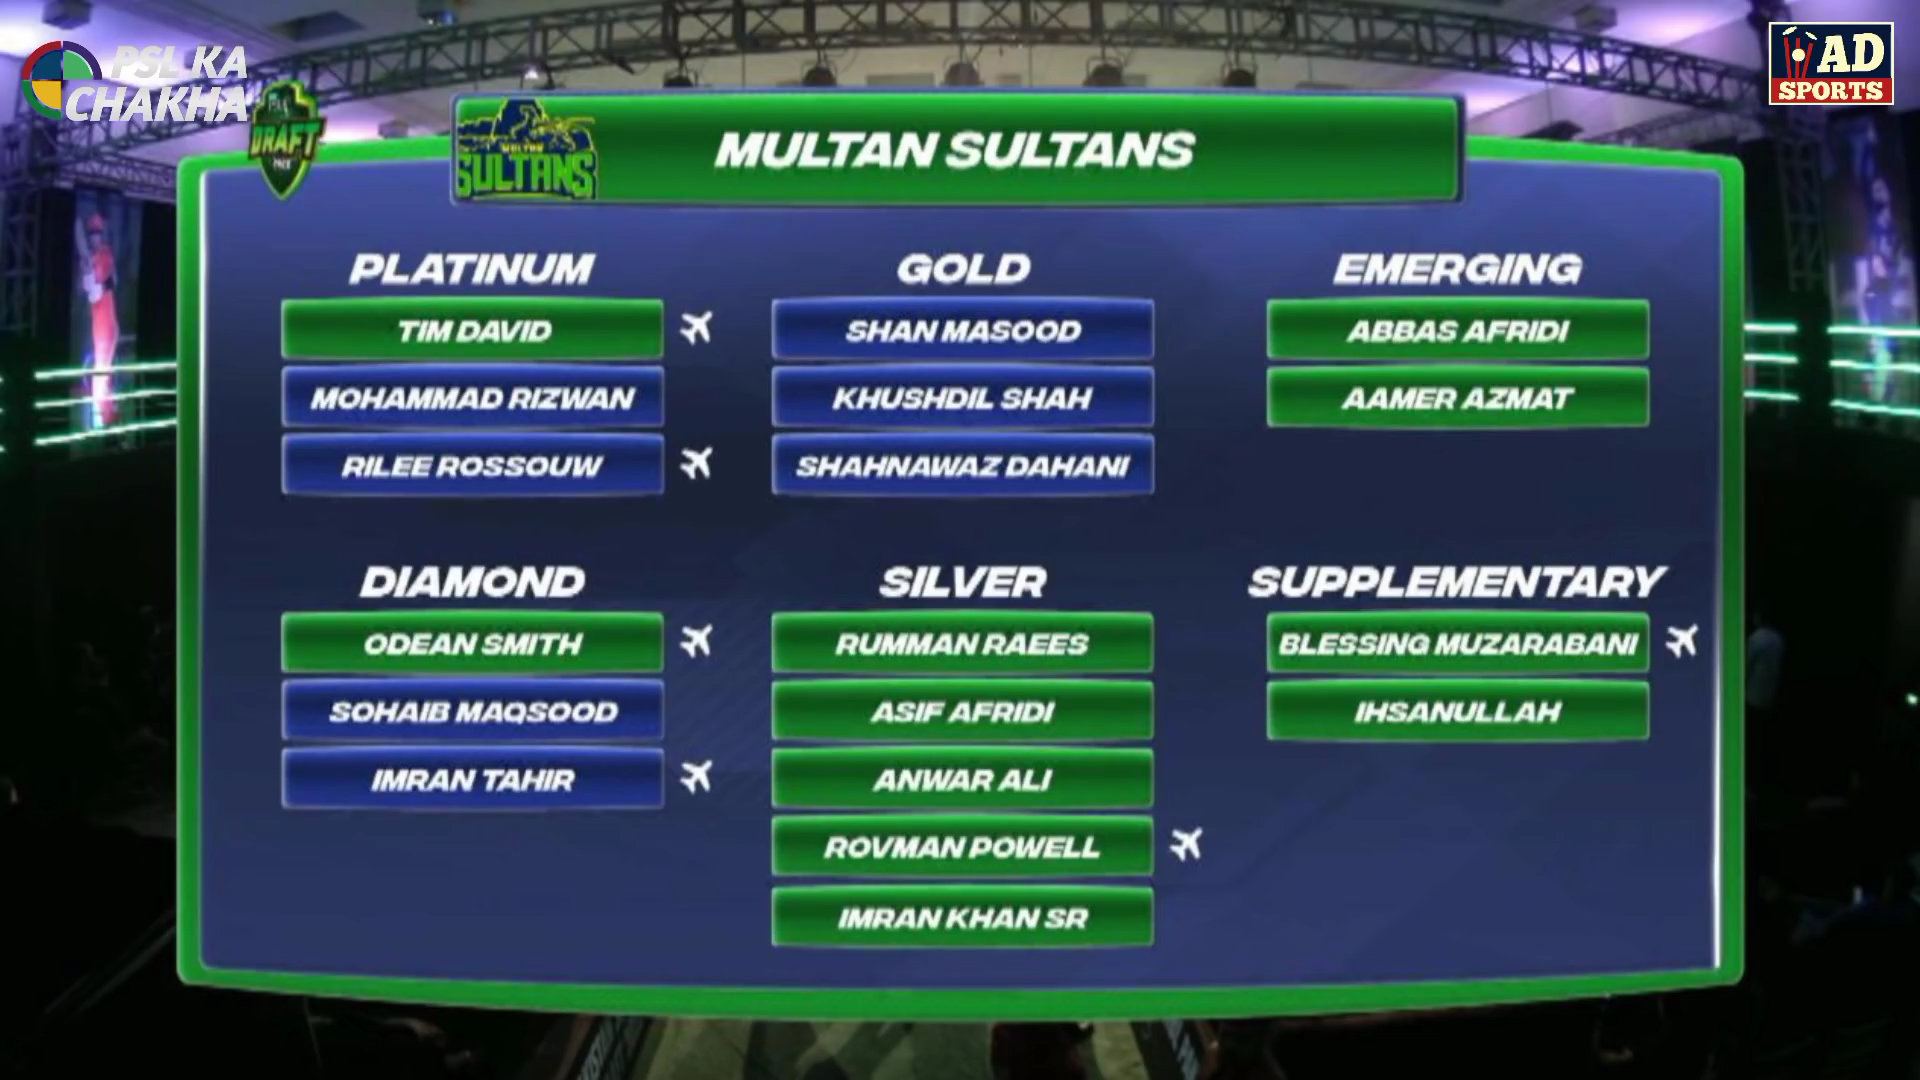 PSL KA
CHAKHA
AD
SPORTS
DRAFT
MULTAN
SULTANS
MULTAN SULTANS
PLATINUM
TIM DAVID
MOHAMMAD RIZWAN
RILEE ROSSOUW
GOLD
SHAN MASOOD
KHUSHDIL SHAH
SHAHNAWAZ DAHANI
EMERGING
ABBAS AFRIDI
AAMER AZMAT
DIAMOND
ODEAN SMITH
SOHAIB MAQSOOD
IMRAN TAHIR
SILVER
RUMMAN RAEES
ASIF AFRIDI
ANWAR ALI
ROVMAN POWELL
IMRAN KHAN SR
SUPPLEMENTARY
BLESSING MUZARABANI
IHSANULLAH